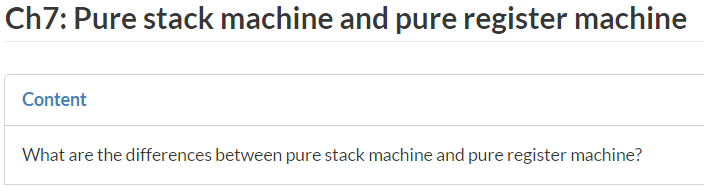 Ch7: Pure stack machine and pure register machine
Content
What are the differences between pure stack machine and pure register machine?